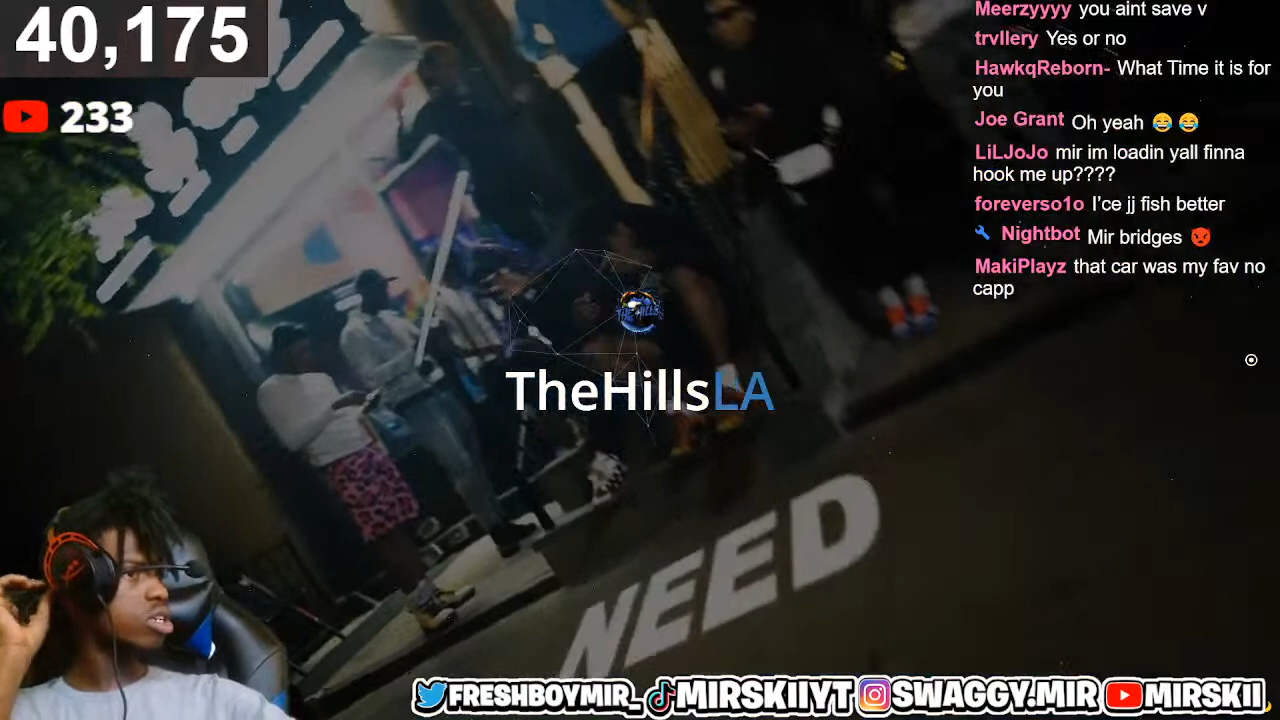 40,175
233
Meerzyyyy you aint save v
trvllery Yes or no
HawkqReborn- What Time it is for
you
Joe Grant Oh yeah 😂 😂
LiLJoJo mir im loadin yall finna
hook me up????
foreverso1o I'ce jj fish better
Nightbot Mir bridges 😡
MakiPlayz that car was my fav no
capp
THE HILLS
TheHillsLA
NEED
FRESHBOYMIR_ MIRSKIIYT SWAGGY.MIR MIRSKII